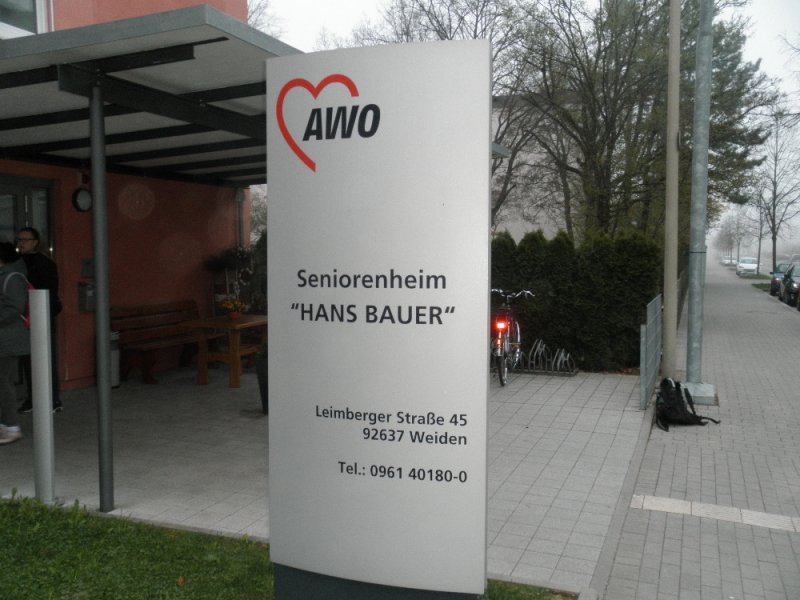 AWO
Seniorenheim
"HANS BAUER"
Leimberger Straße 45
92637 Weiden
Tel.: 0961 40180-0